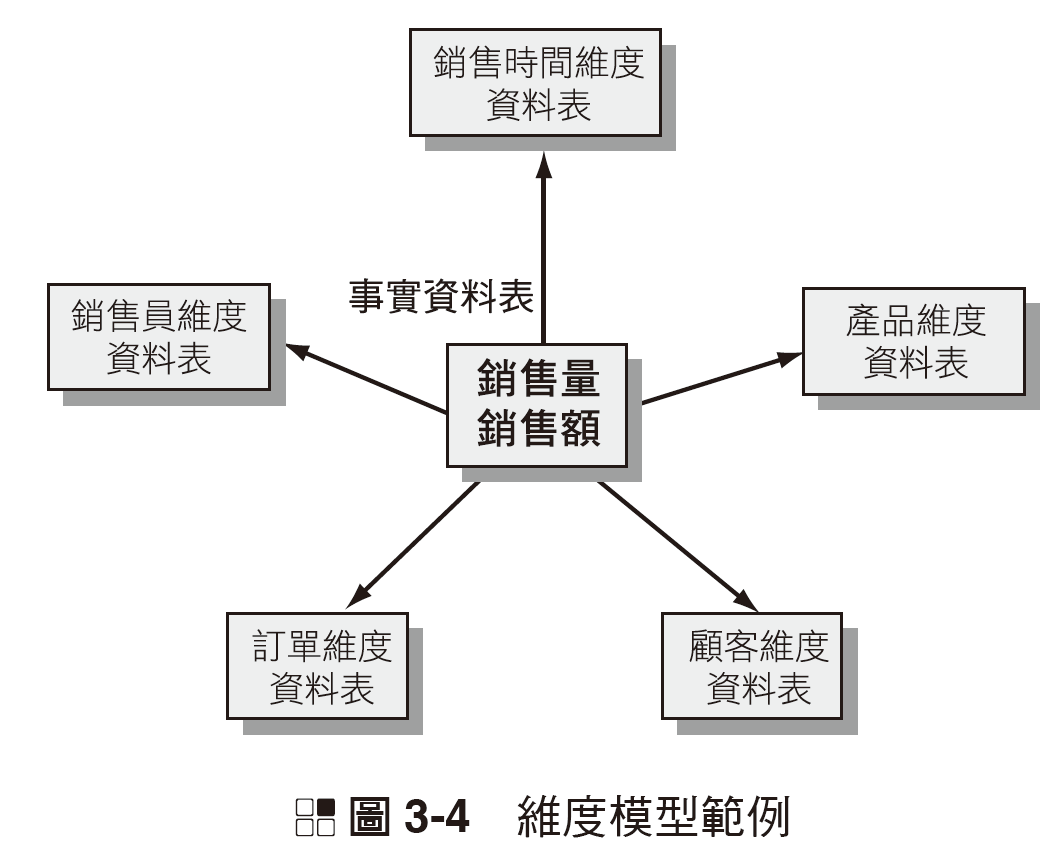 銷售時間維度
資料表
事實資料表
銷售員維度
資料表
銷售量
銷售額
產品維度
資料表
訂單維度
資料表
顧客維度
資料表
圖 3-4 維度模型範例